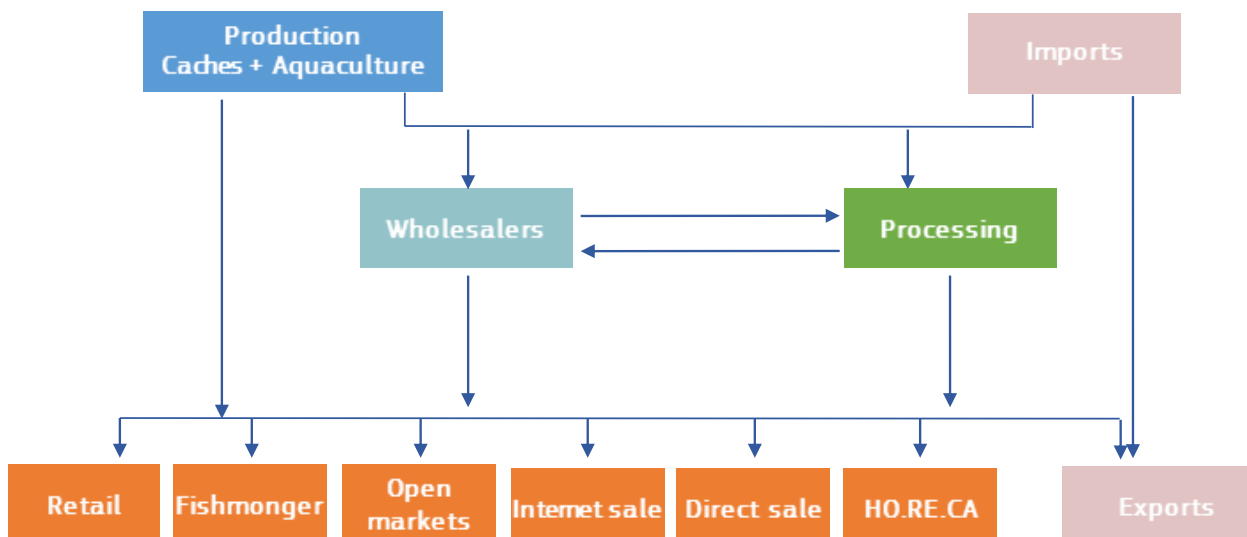 Production
Caches + Aquaculture
Imports
Wholesalers
Processing
Retail
Fishmonger
Open
markets
Internet sale
Direct sale
HO.RE.CA
Exports